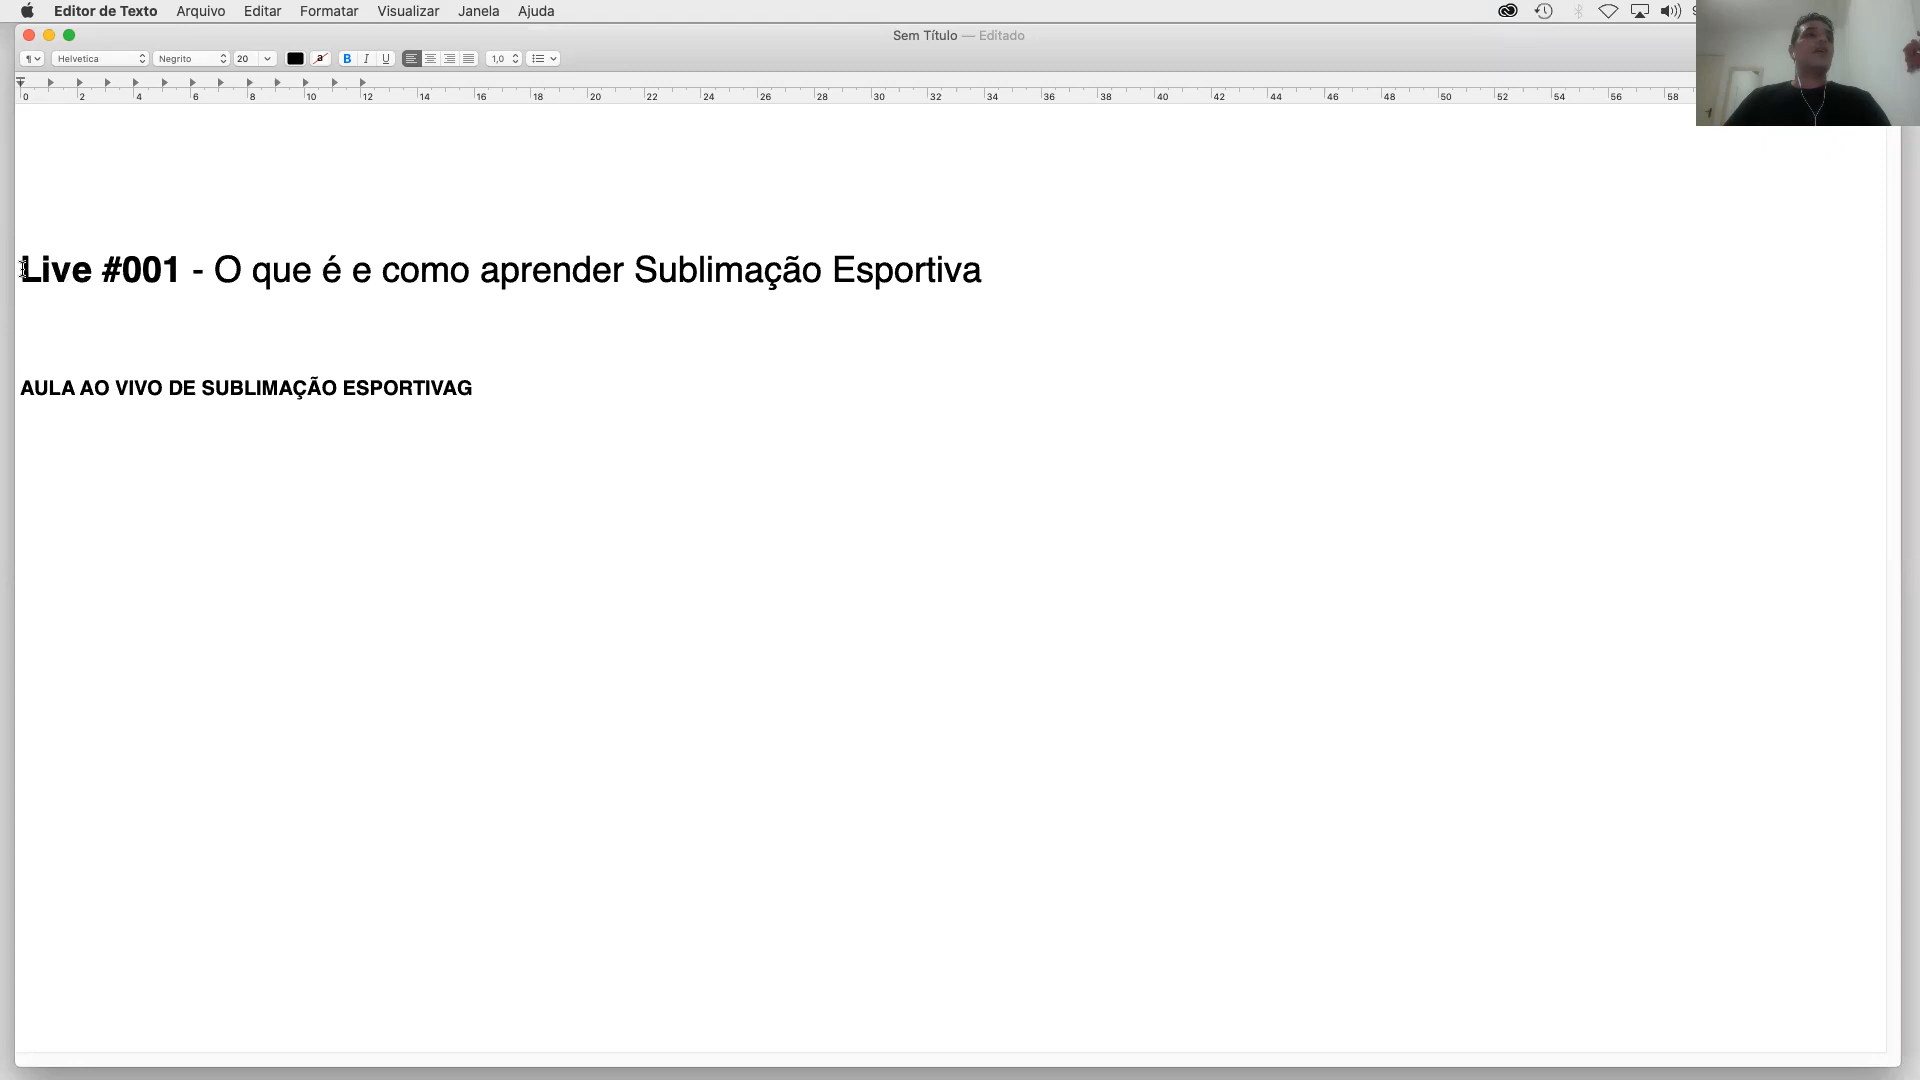 Editor de Texto Arquivo Editar Formatar Visualizar Janela Ajuda
Sem Título — Editado
¶ Helvetica Negrito 20 a B I U 1,0
0 2 4 6 8 10 12 14 16 18 20 22 24 26 28 30 32 34 36 38 40 42 44 46 48 50 52 54 56 58
Live #001 - O que é e como aprender Sublimação Esportiva
AULA AO VIVO DE SUBLIMAÇÃO ESPORTIVAG